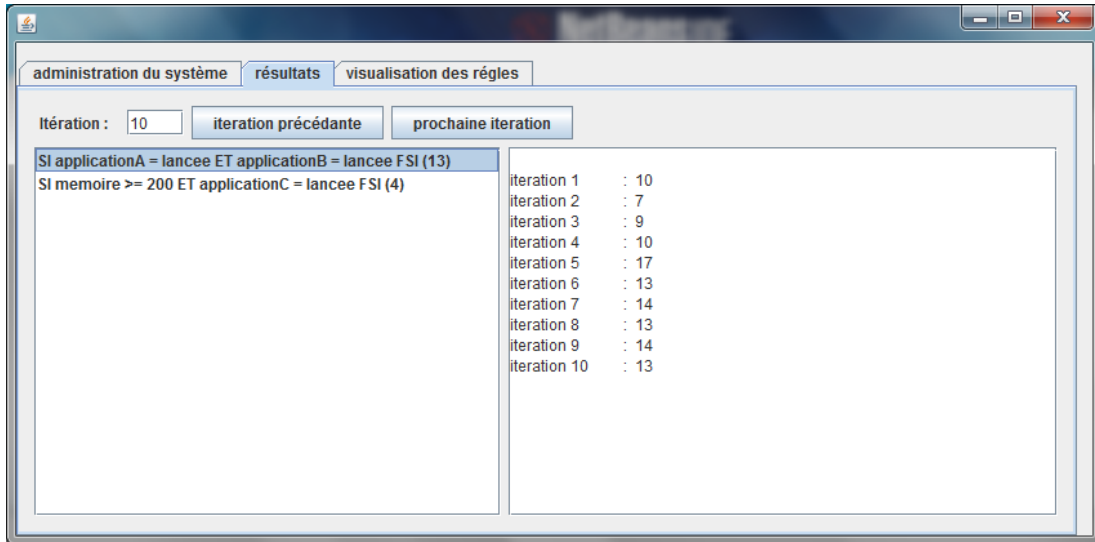 administration du système résultats visualisation des régles
Itération : 10 iteration précédante prochaine iteration
SI applicationA = lancee ET applicationB = lancee FSI (13)
SI memoire >= 200 ET applicationC = lancee FSI (4)
iteration 1 : 10
iteration 2 : 7
iteration 3 : 9
iteration 4 : 10
iteration 5 : 17
iteration 6 : 13
iteration 7 : 14
iteration 8 : 13
iteration 9 : 14
iteration 10 : 13